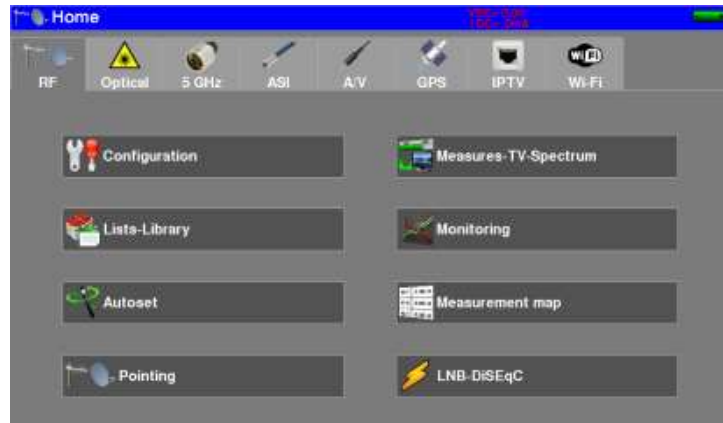 Home
RF
Optical
5 GHz
ASI
A/V
GPS
IPTV
Wi-Fi
Configuration
Measures-TV-Spectrum
Lists-Library
Monitoring
Autoset
Measurement map
Pointing
LNB-DiSEqC